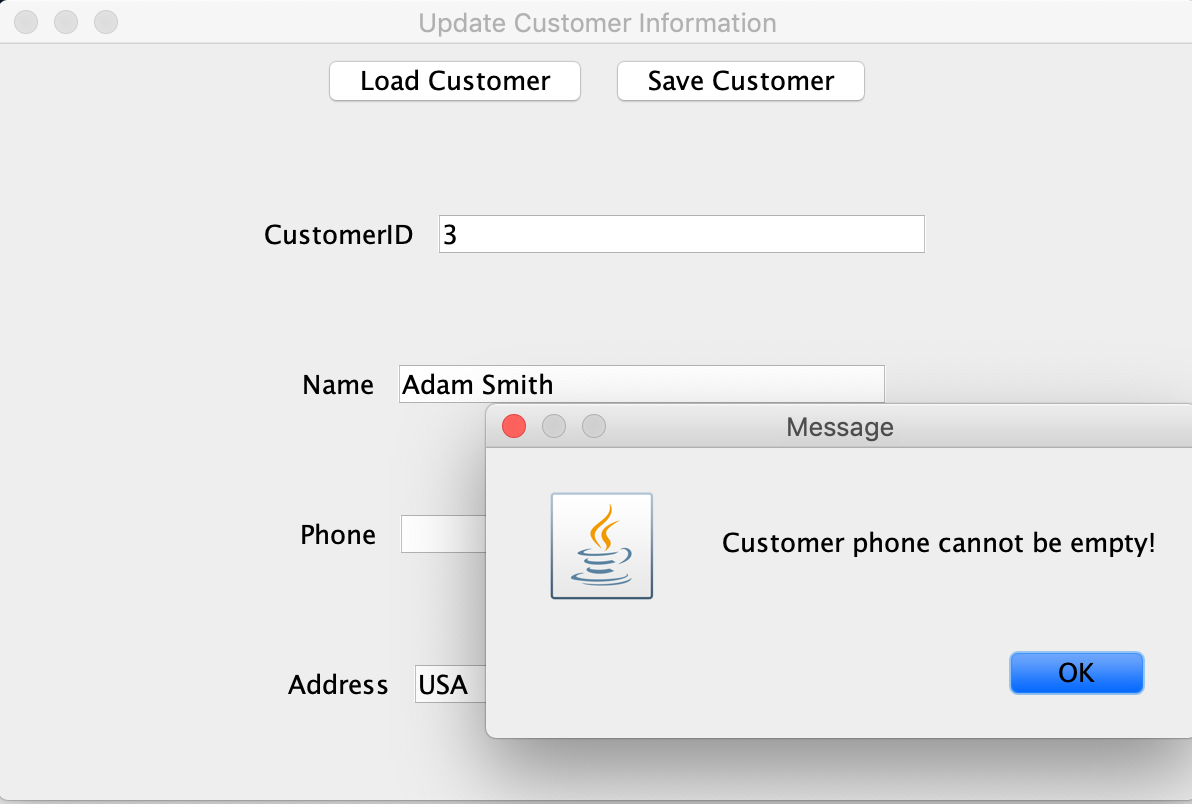 Update Customer Information
Load Customer Save Customer
CustomerID 3
Name Adam Smith
Message
Phone
Customer phone cannot be empty!
OK
Address USA